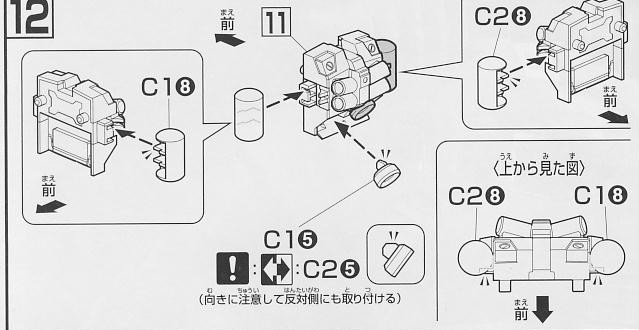 12
まえ
前
11
C1❽
まえ
前
C2❽
まえ
前
C1❺
!:C2❺
む ちゅうい はんたいがわ と つ
(向きに注意して反対側にも取り付ける)
うえ み ず
〈上から見た図〉
C2❽ C1❽
まえ
前